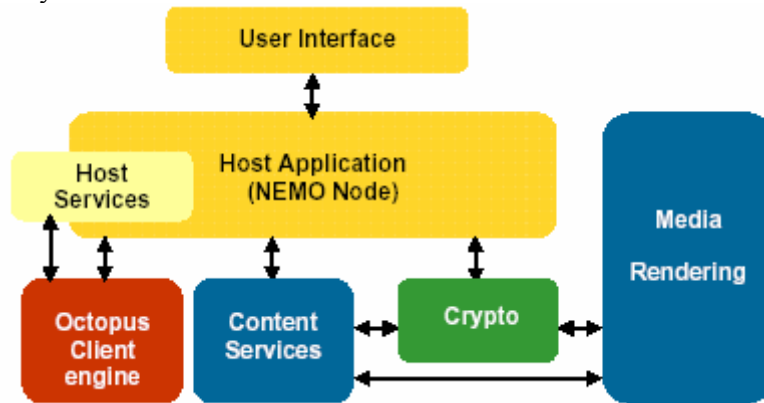 User Interface
Host Application
(NEMO Node)
Host
Services
Media
Rendering
Octopus
Client
engine
Content
Services
Crypto